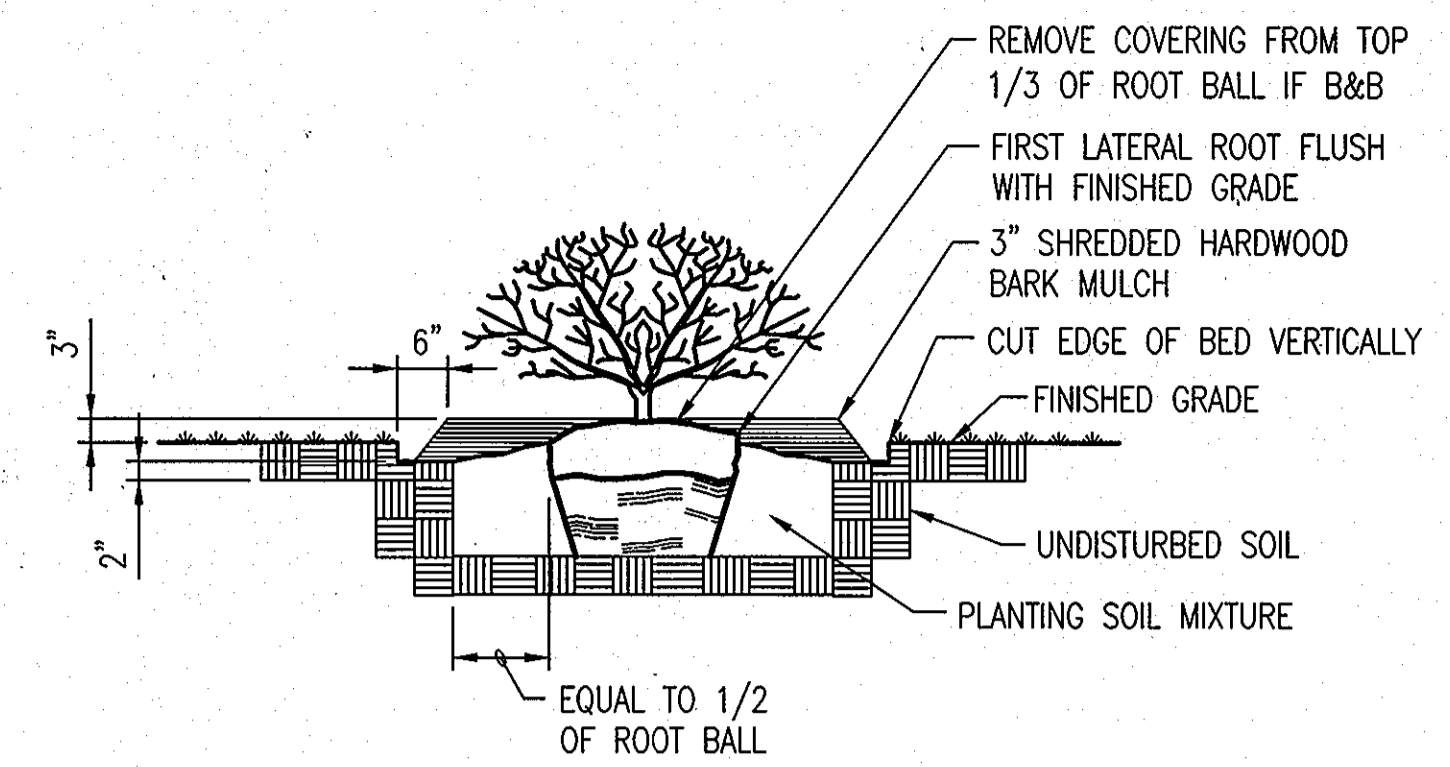 REMOVE COVERING FROM TOP
1/3 OF ROOT BALL IF B&B
FIRST LATERAL ROOT FLUSH
WITH FINISHED GRADE
3" SHREDDED HARDWOOD
BARK MULCH
CUT EDGE OF BED VERTICALLY
FINISHED GRADE
3"
6"
2"
UNDISTURBED SOIL
PLANTING SOIL MIXTURE
EQUAL TO 1/2
OF ROOT BALL